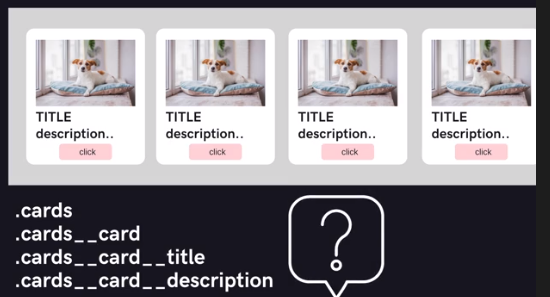 TITLE
description..
click
TITLE
description..
click
TITLE
description..
click
TITLE
description..
click
.cards
.cards__card
.cards__card__title
.cards__card__description
?